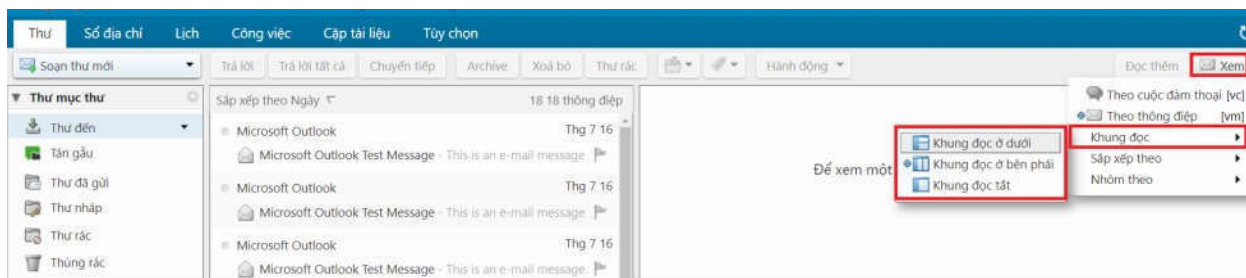 Thư Sổ địa chỉ Lịch Công việc Cặp tài liệu Tùy chọn
Soạn thư mới Trả lời Trả lời tất cả Chuyển tiếp Archive Xoá bỏ Thư rác Hành động Đọc thêm Xem
Thư mục thư
Thư đến
Tán gẫu
Thư đã gửi
Thư nháp
Thư rác
Thùng rác
Sắp xếp theo Ngày 18 18 thông điệp
Microsoft Outlook Thg 7 16
Microsoft Outlook Test Message - This is an e-mail message
Microsoft Outlook Thg 7 16
Microsoft Outlook Test Message - This is an e-mail message
Microsoft Outlook Thg 7 16
Microsoft Outlook Test Message - This is an e-mail message
Để xem một
Khung đọc ở dưới
Khung đọc ở bên phải
Khung đọc tắt
Theo cuộc đàm thoại [vc]
Theo thông điệp [vm]
Khung đọc
Sắp xếp theo
Nhóm theo